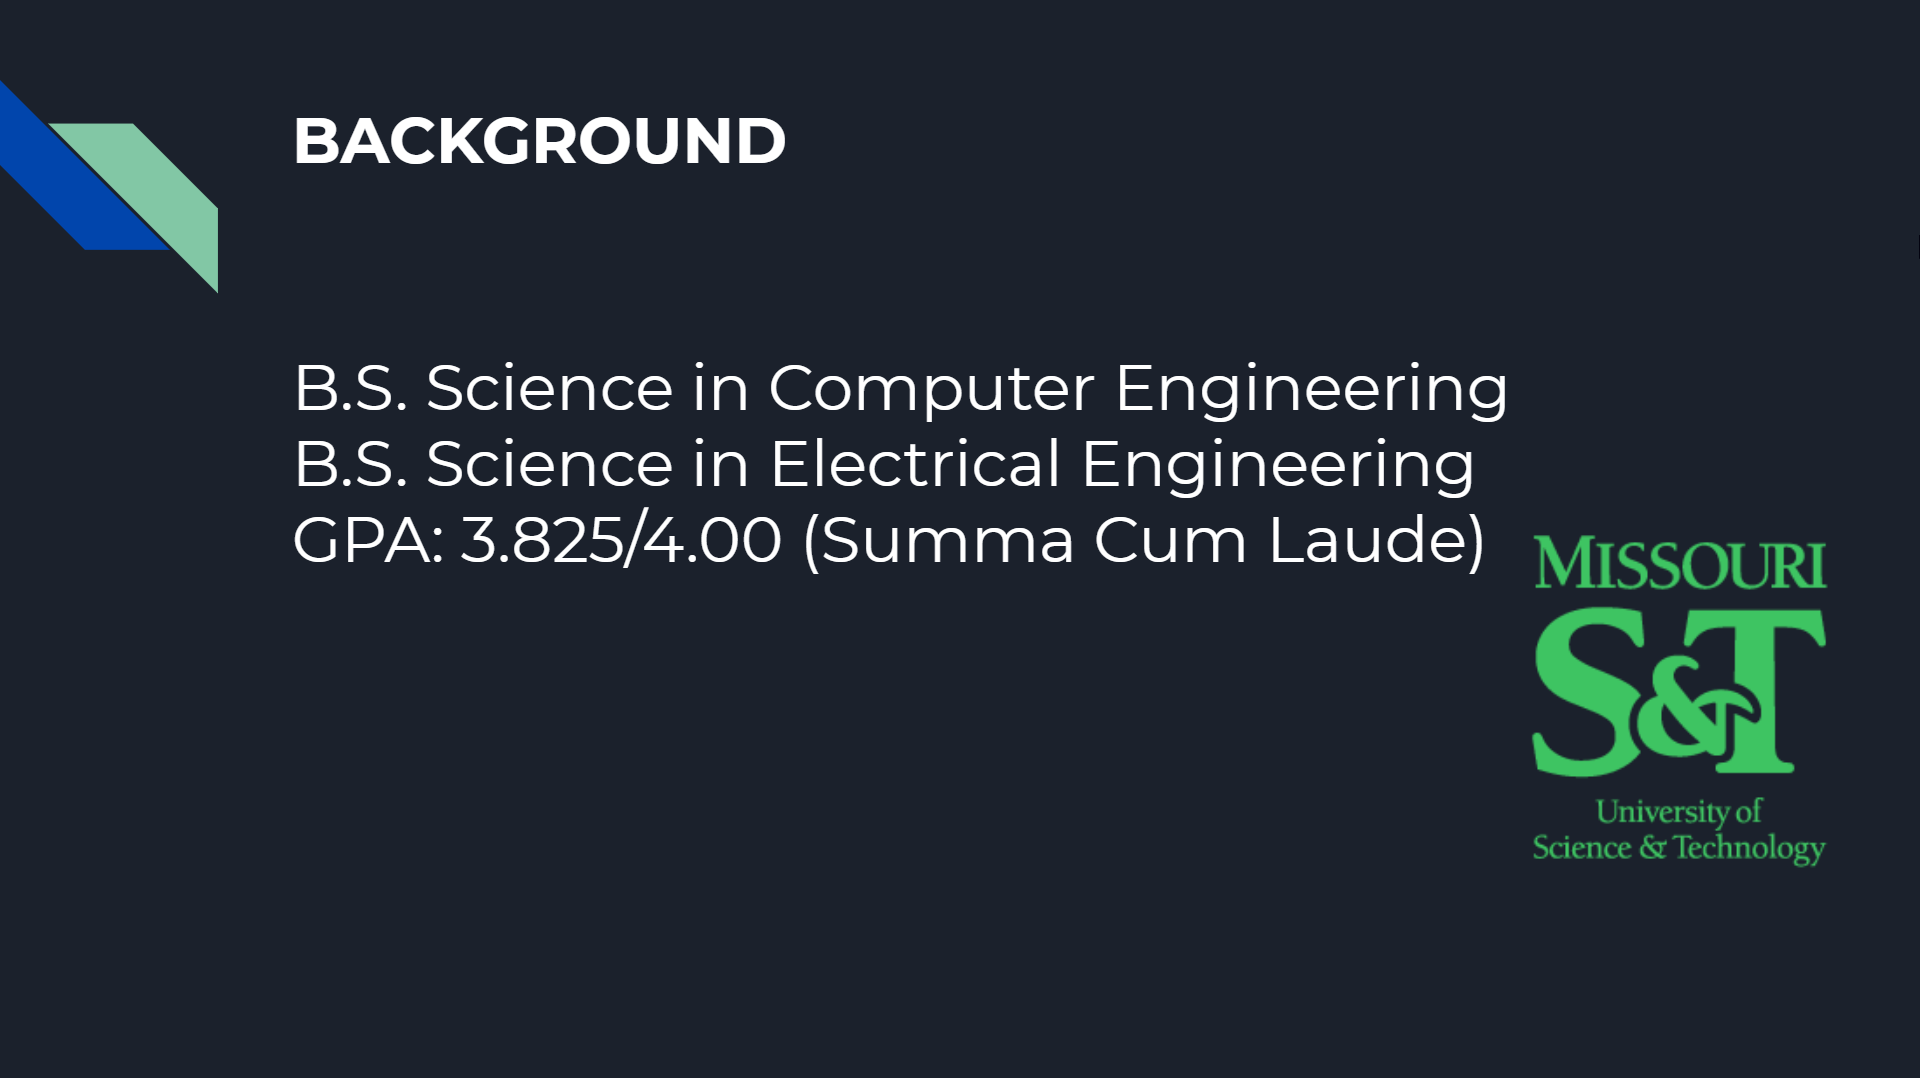 BACKGROUND
B.S. Science in Computer Engineering
B.S. Science in Electrical Engineering
GPA: 3.825/4.00 (Summa Cum Laude)
MISSOURI
S&T
University of
Science & Technology